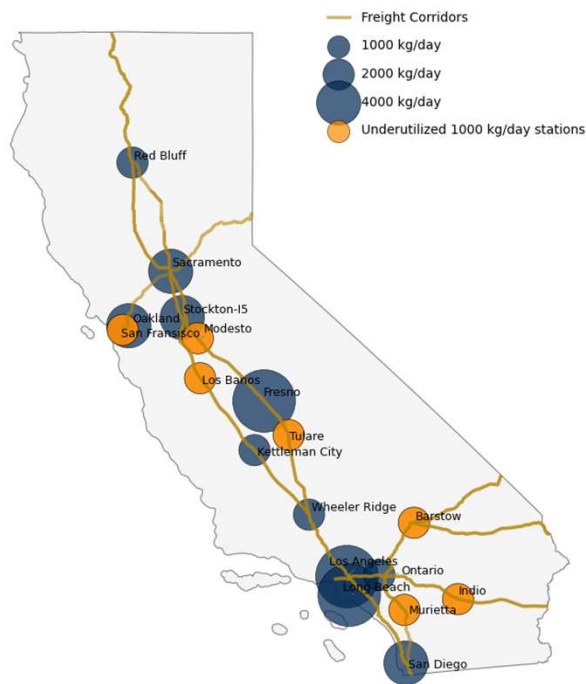 Freight Corridors
1000 kg/day
2000 kg/day
4000 kg/day
Underutilized 1000 kg/day stations
Red Bluff
Sacramento
Stockton-I5
Oakland
Modesto
San Fransisco
Los Banos
Fresno
Tulare
Kettleman City
Wheeler Ridge
Barstow
Los Angeles
Ontario
Long Beach
Indio
Murietta
San Diego